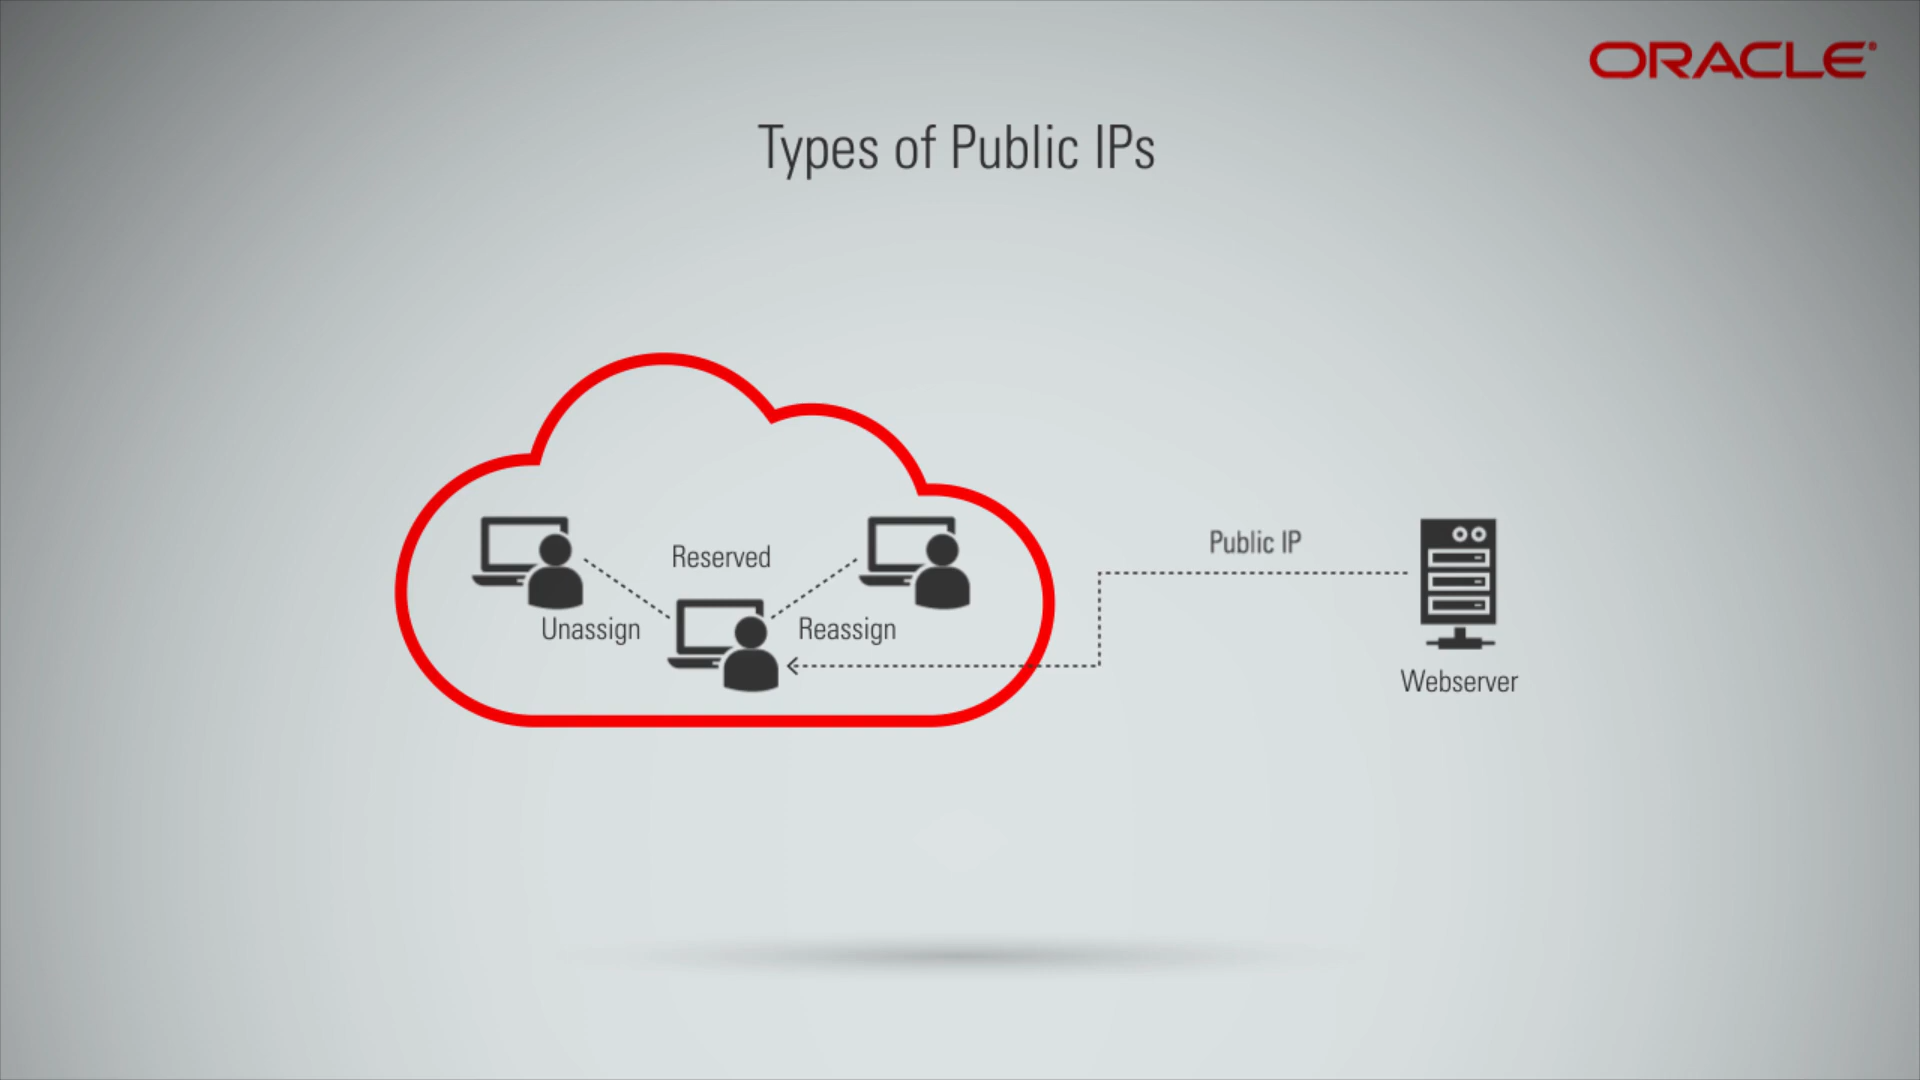 ORACLE
Types of Public IPs
Public IP
Reserved
Unassign
Reassign
Webserver